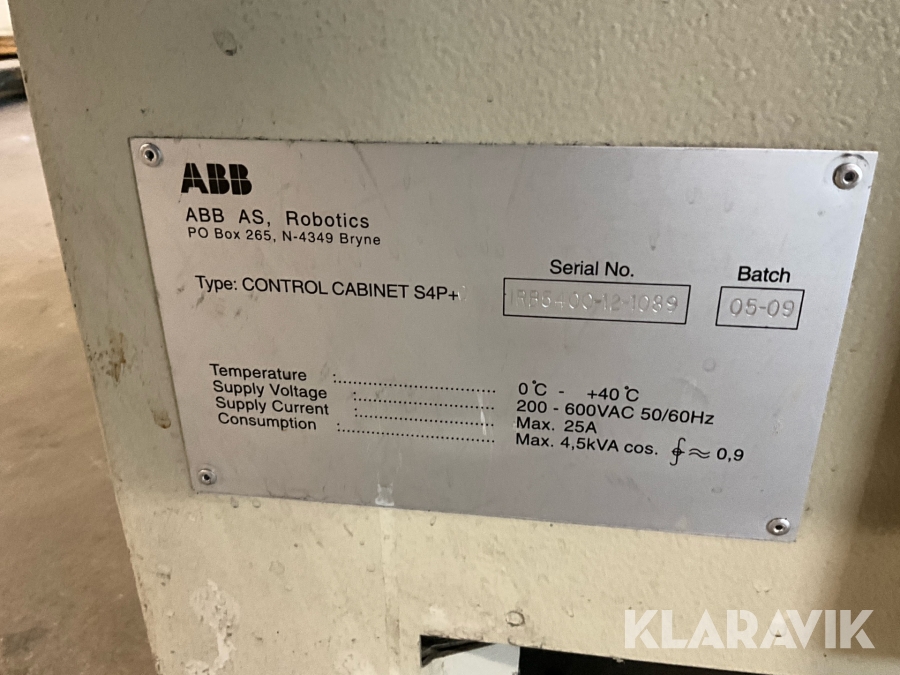 ABB
ABB AS, Robotics
PO Box 265, N-4349 Bryne
Type: CONTROL CABINET S4P+
Serial No.
IRB5400-12-1089
Batch
05-09
Temperature :.......................... 0°C - +40°C
Supply Voltage :.......................... 200 - 600VAC 50/60Hz
Supply Current :.......................... Max. 25A
Consumption :.......................... Max. 4,5kVA cos. ∮ ≈ 0,9
KLARAVIK